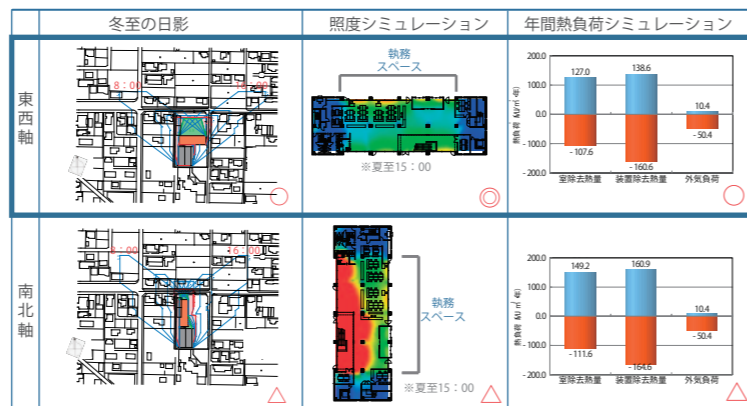 冬至の日影
照度シミュレーション
年間熱負荷シミュレーション
東西軸
8：00
16：00
○
執務
スペース
※夏至15：00
◎
熱負荷
200.0
100.0
0.0
-100.0
-200.0
127.0
138.6
10.4
-107.6
-160.6
-50.4
室除去熱量
装置除去熱量
外気負荷
○
南北軸
8：00
16：00
△
執務
スペース
※夏至15：00
△
熱負荷
200.0
100.0
0.0
-100.0
-200.0
149.2
160.9
10.4
-111.6
-164.6
-50.4
室除去熱量
装置除去熱量
外気負荷
△